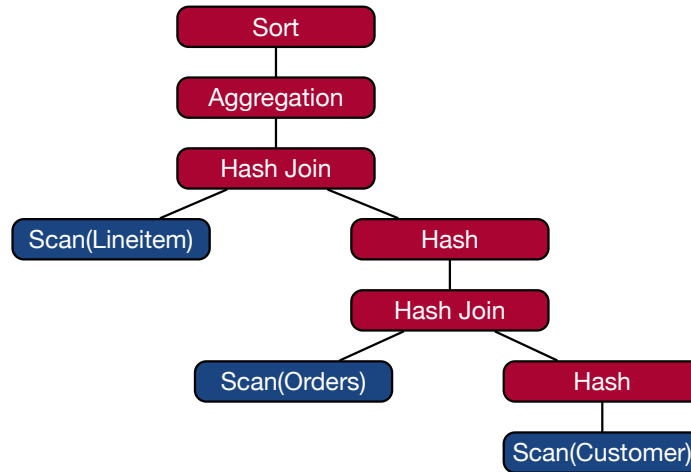 Sort
Aggregation
Hash Join
Scan(Lineitem)
Hash
Hash Join
Scan(Orders)
Hash
Scan(Customer)